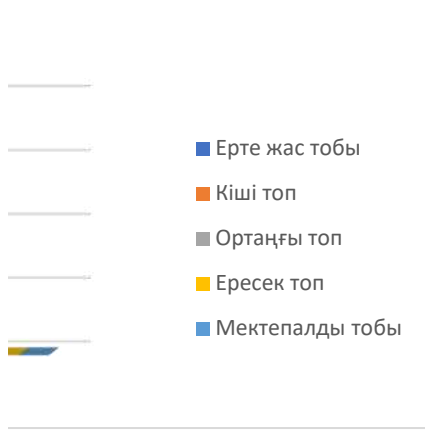 Ерте жас тобы
Кіші топ
Ортаңғы топ
Ересек топ
Мектепалды тобы